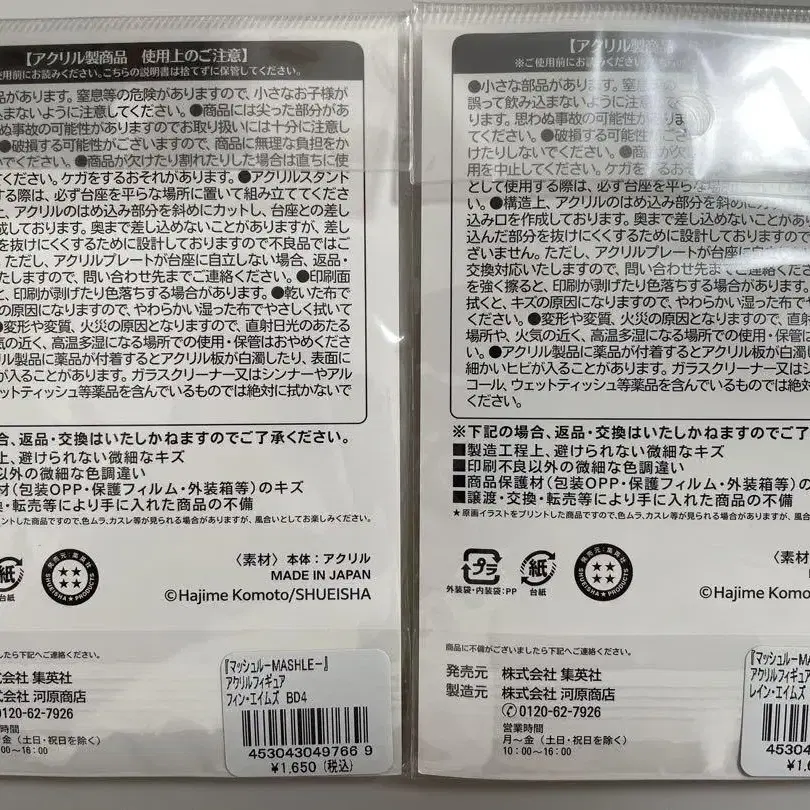 【アクリル製商品 使用上のご注意】
使用前にお読みください。こちらの説明書は捨てずに保管してください。
品があります。窒息等の危険がありますので、小さなお子様が
まないように注意してください。●商品には尖った部分があ
わぬ事故の可能性がありますのでお取り扱いには十分に注意し
●破損する可能性がございますので、商品に無理な負担をか
いでください。●商品が欠けたり割れたりした場合は直ちに使
てください。ケガをするおそれがあります。●アクリルスタンド
する際は、必ず台座を平らな場所に置いて組み立ててくださ
上、アクリルのはめ込み部分を斜めにカットし、台座との差し
成しております。奥まで差し込めないことがありますが、差し
を抜けにくくするために設計しておりますので不良品ではご
。ただし、アクリルプレートが台座に自立しない場合、返品・
たしますので、問い合わせ先までご連絡ください。●印刷面
と、印刷が剥げたり色落ちする場合があります。●乾いた布で
の原因になりますので、やわらかい湿った布でやさしく拭いて
●変形や変質、火災の原因となりますので、直射日光のあたる
気の近く、高温多湿になる場所での使用・保管はおやめくださ
リル製品に薬品が付着するとアクリル板が白濁したり、表面に
が入ることがあります。ガラスクリーナー又はシンナーやアル
ェットティッシュ等薬品を含んでいるものでは絶対に拭かないで
合、返品・交換はいたしかねますのでご了承ください。
上、避けられない微細なキズ
以外の微細な色調違い
材（包装OPP・保護フィルム・外装箱等）のキズ
換・転売等により手に入れた商品の不備
リントした商品ですので、色ムラ、カスレ等が見られる場合がありますが、風合いとしてお楽しみください。
紙
台紙
発売元：集英社
SHUEISHA PRODUCTS
〈素材〉本体：アクリル
MADE IN JAPAN
©Hajime Komoto/SHUEISHA
したら下記へご連絡ください。
式会社 集英社
式会社 河原商店
0120-62-7926
時間
金（土・日・祝日を除く）
00〜16：00
『マッシュル−MASHLE−』
アクリルフィギュア
フィン・エイムズ BD4
453043049766 9
¥1,650（税込）
【アクリル製商品
※ご使用前にお読みください。こちらの
●小さな部品があります。窒息
誤って飲み込まないように注意
ります。思わぬ事故の可能性があり
てください。●破損する可能性がご
けたりしないでください。●商品が欠け
用を中止してください。ケガをするお
として使用する際は、必ず台座を平らな
い。●構造上、アクリルのはめ込み部分を斜めに
込み口を作成しております。奥まで差し込めないことがあり
込んだ部分を抜けにくくするために設計しておりますので
ざいません。ただし、アクリルプレートが台座に自
交換対応いたしますので、問い合わせ先までご連絡
を強く擦ると、印刷が剥げたり色落ちする場合があり
拭くと、キズの原因になりますので、やわらかい湿った布
ください。●変形や変質、火災の原因となりますので、
場所や、火気の近く、高温多湿になる場所での使用・保
い。●アクリル製品に薬品が付着するとアクリル板が白
細かいヒビが入ることがあります。ガラスクリーナー又はシ
コール、ウェットティッシュ等薬品を含んでいるものでは絶対
ください。
※下記の場合、返品・交換はいたしかねますのでご了
■製造工程上、避けられない微細なキズ
■印刷不良以外の微細な色調違い
■商品保護材（包装OPP・保護フィルム・外装箱等）の
■譲渡・交換・転売等により手に入れた商品の不備
★原画イラストをプリントした商品ですので、色ムラ、カスレ等が見られる場合がありますが、風合
プラ
外装袋・内装袋：PP
紙
台紙
発売元：集英社
SHUEISHA PRODUCTS
〈素材〉
©Hajime Komoto
商品に不備がございましたら下記へご連絡ください。
発売元 株式会社 集英社
製造元 株式会社 河原商店
0120-62-7926
営業時間
月〜金（土・日・祝日を除く）
10：00〜16：00
『マッシュル−MA
アクリルフィギュア
レイン・エイムズ
45304
¥1,6